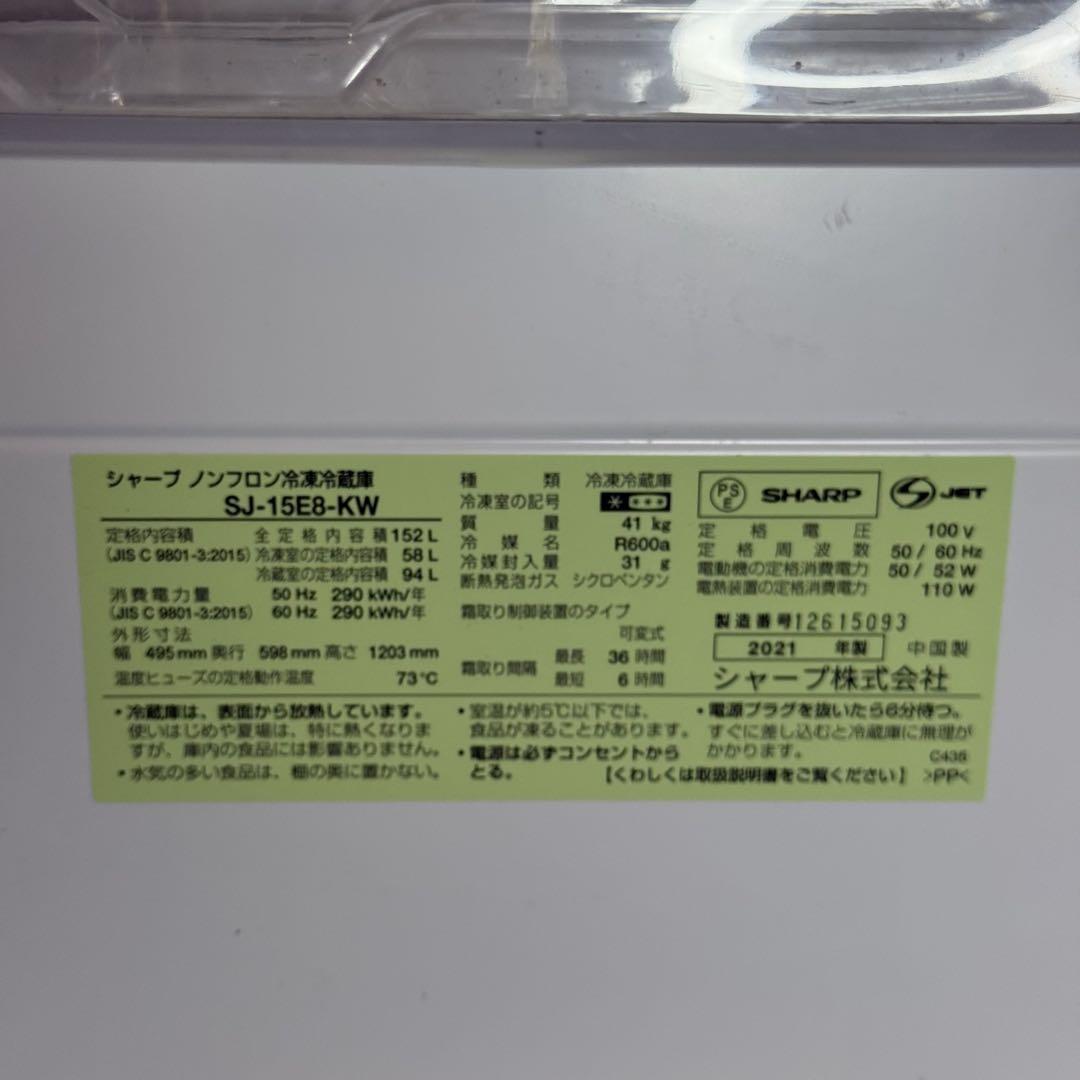 シャープ ノンフロン冷凍冷蔵庫
SJ-15E8-KW
定格内容積 全定格内容積 152 L
(JIS C 9801-3:2015) 冷凍室の定格内容積 58 L
冷蔵室の定格内容積 94 L
消費電力量 50 Hz 290 kWh/年
(JIS C 9801-3:2015) 60 Hz 290 kWh/年
外形寸法
幅 495 mm 奥行 598 mm 高さ 1203 mm
温度ヒューズの定格動作温度 73℃
種類 冷凍冷蔵庫
冷凍室の記号
質量 41 kg
冷媒名 R600a
冷媒封入量 31 g
断熱発泡ガス シクロペンタン
霜取り制御装置のタイプ
可変式
霜取り間隔 最長 36 時間
最短 6 時間
PSE SHARP JET
定格電圧 100 V
定格周波数 50 / 60 Hz
電動機の定格消費電力 50 / 52 W
電熱装置の定格消費電力 110 W
製造番号 12615093
2021 年製 中国製
シャープ株式会社
・冷蔵庫は、表面から放熱しています。
使いはじめや夏場は、特に熱くなりま
すが、庫内の食品には影響ありません。
・水気の多い食品は、棚の奥に置かない。
・室温が約5℃以下では、
食品が凍ることがあります。
・電源は必ずコンセントから
とる。
・電源プラグを抜いたら6分待つ。
すぐに差し込むと冷蔵庫に無理が
かかります。 C436
【くわしくは取扱説明書をご覧ください】 >PP<